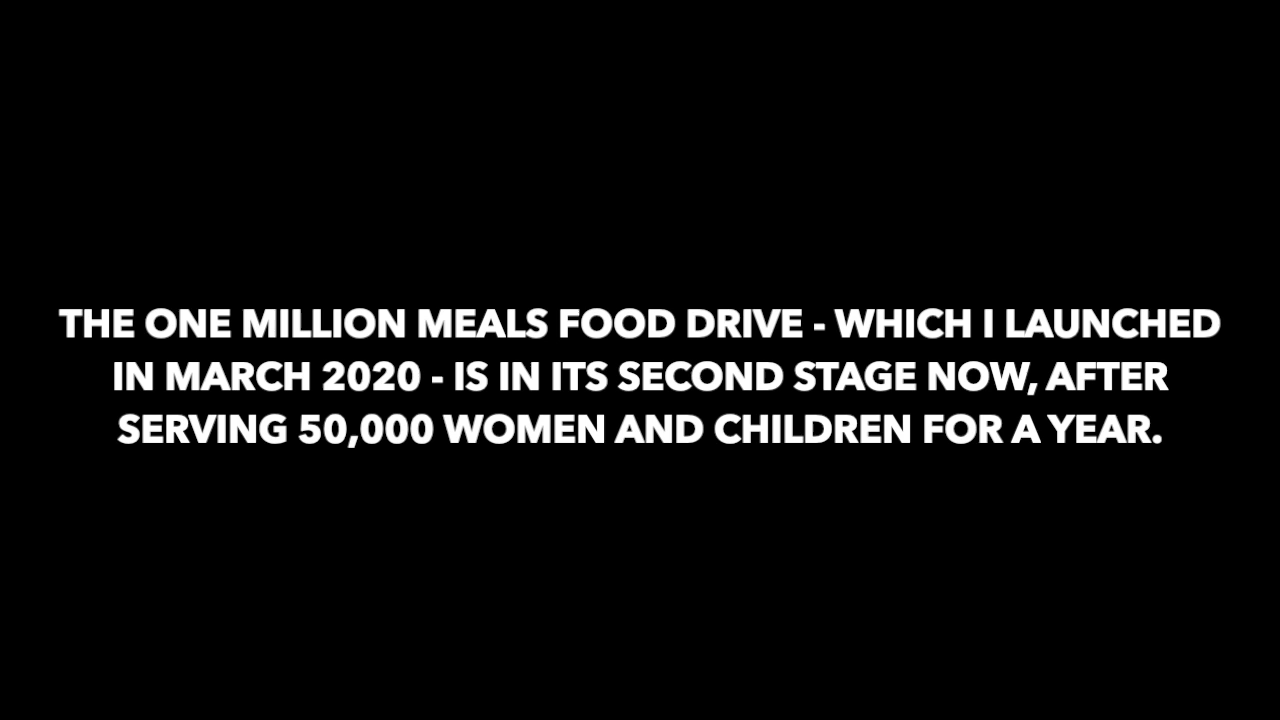 THE ONE MILLION MEALS FOOD DRIVE - WHICH I LAUNCHED
IN MARCH 2020 - IS IN ITS SECOND STAGE NOW, AFTER
SERVING 50,000 WOMEN AND CHILDREN FOR A YEAR.